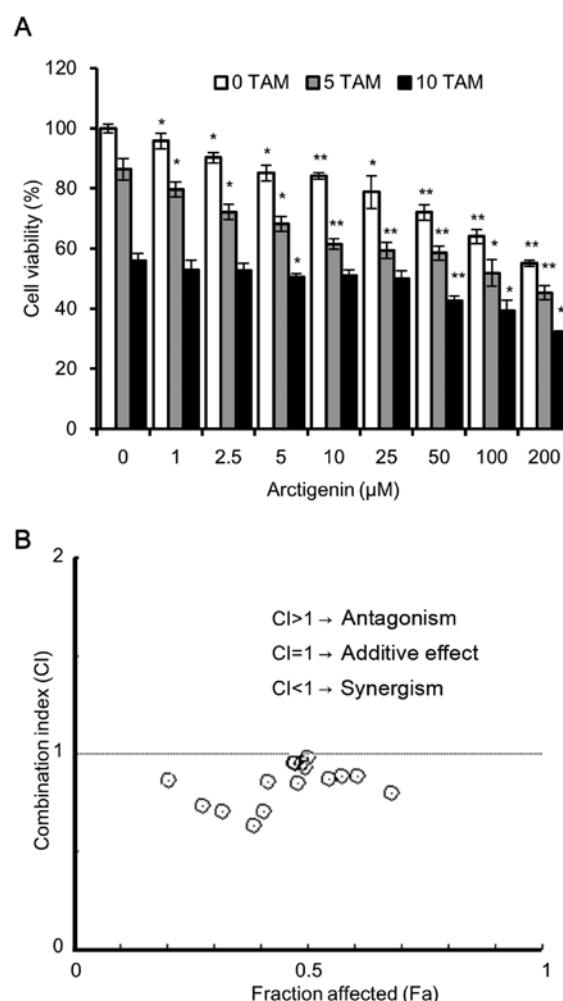 A
120
0 TAM 5 TAM 10 TAM
100
80
60
40
20
0
Cell viability (%)
* * * * ** * ** ** **
* * * * ** ** ** * **
* ** * *
0 1 2.5 5 10 25 50 100 200
Arctigenin (µM)
B
2
CI>1 → Antagonism
CI=1 → Additive effect
CI<1 → Synergism
1
Combination index (CI)
0
0 0.5 1
Fraction affected (Fa)